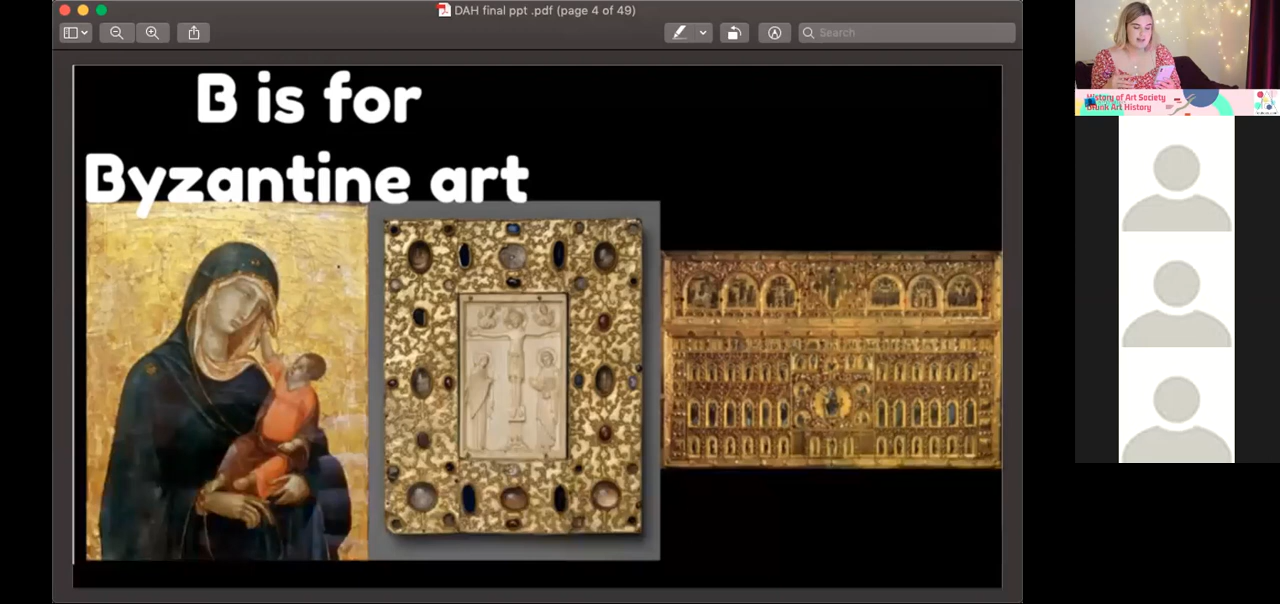 DAH final ppt .pdf (page 4 of 49)
Search
B is for
Byzantine art
History of Art Society
Drunk Art History